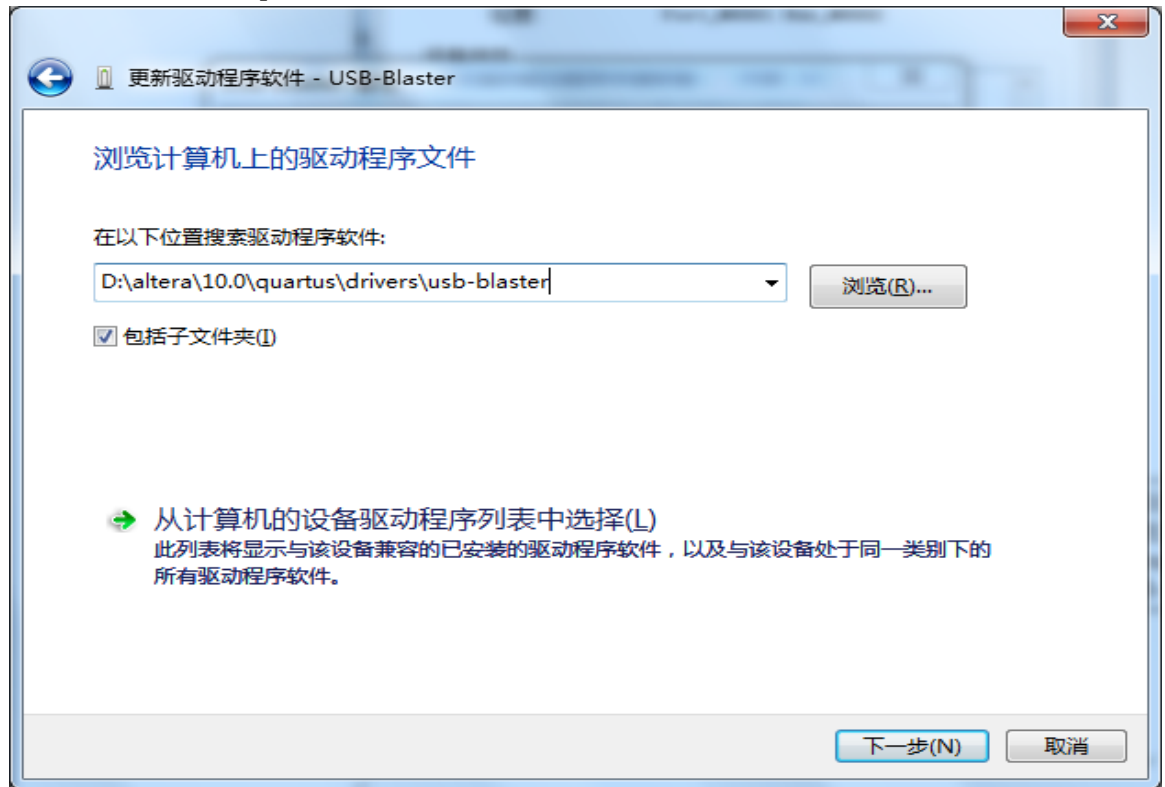 更新驱动程序软件 - USB-Blaster
浏览计算机上的驱动程序文件
在以下位置搜索驱动程序软件:
D:\altera\10.0\quartus\drivers\usb-blaster
浏览(R)...
包括子文件夹(I)
从计算机的设备驱动程序列表中选择(L)
此列表将显示与该设备兼容的已安装的驱动程序软件，以及与该设备处于同一类别下的
所有驱动程序软件。
下一步(N)
取消